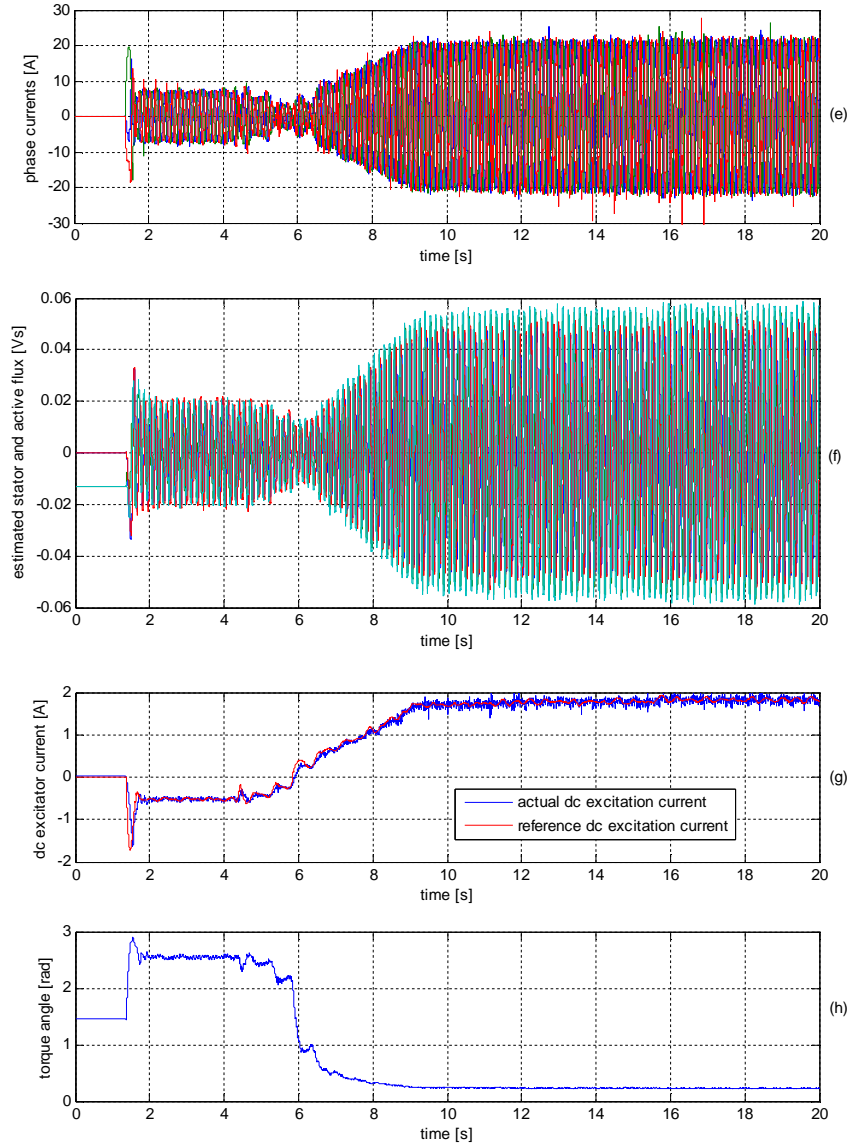 30
20
10
0
-10
-20
-30
phase currents [A]
0 2 4 6 8 10 12 14 16 18 20
time [s]
(e)
0.06
0.04
0.02
0
-0.02
-0.04
-0.06
estimated stator and active flux [Vs]
0 2 4 6 8 10 12 14 16 18 20
time [s]
(f)
2
1
0
-1
-2
dc excitator current [A]
actual dc excitation current
reference dc excitation current
0 2 4 6 8 10 12 14 16 18 20
time [s]
(g)
3
2
1
0
torque angle [rad]
0 2 4 6 8 10 12 14 16 18 20
time [s]
(h)